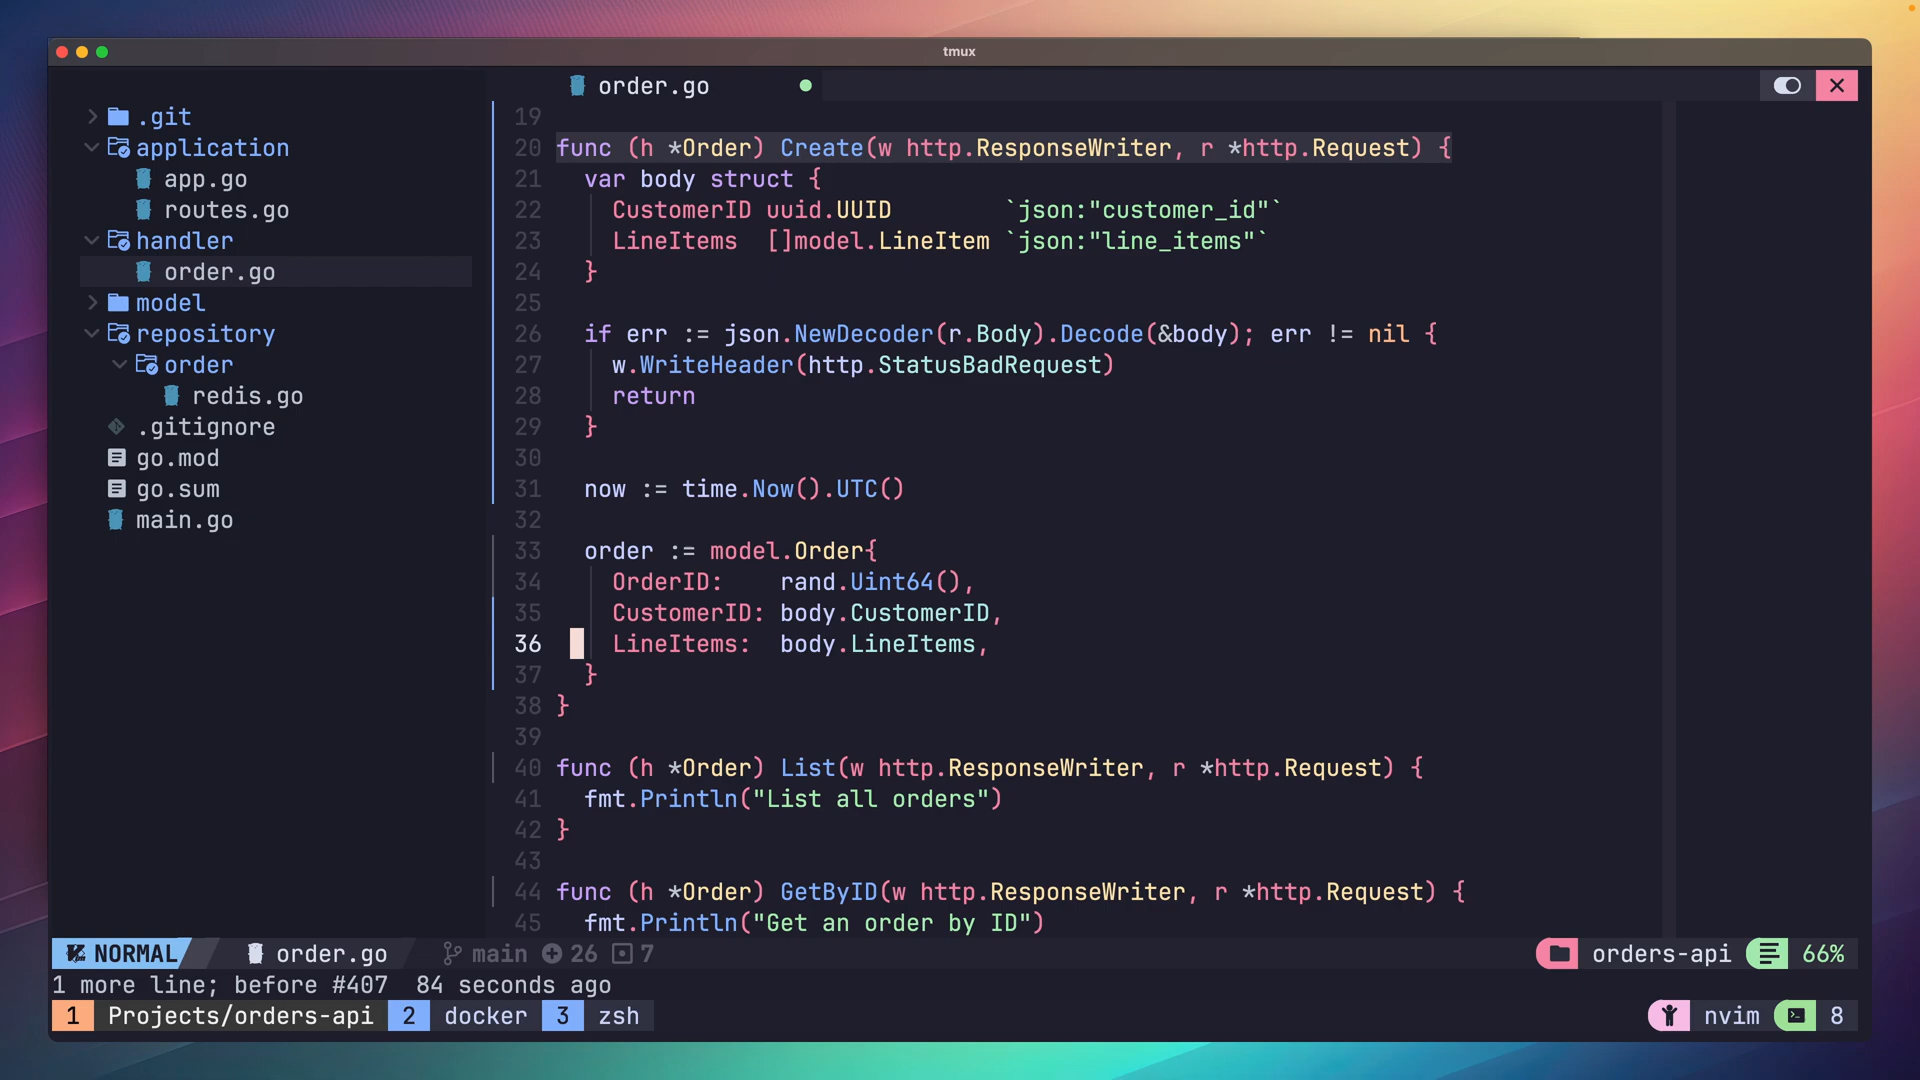 tmux
order.go
.git
application
app.go
routes.go
handler
order.go
model
repository
order
redis.go
.gitignore
go.mod
go.sum
main.go
19
20 func (h *Order) Create(w http.ResponseWriter, r *http.Request) {
21 var body struct {
22 CustomerID uuid.UUID `json:"customer_id"`
23 LineItems []model.LineItem `json:"line_items"`
24 }
25
26 if err := json.NewDecoder(r.Body).Decode(&body); err != nil {
27 w.WriteHeader(http.StatusBadRequest)
28 return
29 }
30
31 now := time.Now().UTC()
32
33 order := model.Order{
34 OrderID: rand.Uint64(),
35 CustomerID: body.CustomerID,
36 LineItems: body.LineItems,
37 }
38 }
39
40 func (h *Order) List(w http.ResponseWriter, r *http.Request) {
41 fmt.Println("List all orders")
42 }
43
44 func (h *Order) GetByID(w http.ResponseWriter, r *http.Request) {
45 fmt.Println("Get an order by ID")
NORMAL order.go main 26 7 orders-api 66%
1 more line; before #407 84 seconds ago
1 Projects/orders-api 2 docker 3 zsh nvim 8